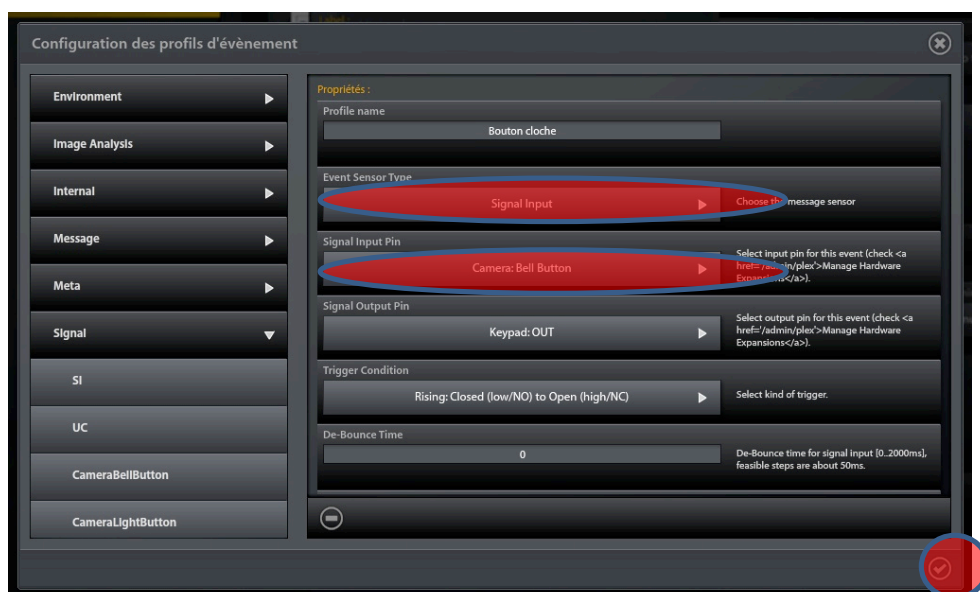 Configuration des profils d'évènement
Environment
Image Analysis
Internal
Message
Meta
Signal
SI
UC
CameraBellButton
CameraLightButton
Propriétés :
Profile name
Bouton cloche
Event Sensor Type
Signal Input
Choose the message sensor
Signal Input Pin
Camera: Bell Button
Select input pin for this event (check <a
href='/admin/plex'>Manage Hardware
Expansions</a>).
Signal Output Pin
Keypad: OUT
Select output pin for this event (check <a
href='/admin/plex'>Manage Hardware
Expansions</a>).
Trigger Condition
Rising: Closed (low/NO) to Open (high/NC)
Select kind of trigger.
De-Bounce Time
0
De-Bounce time for signal input [0..2000ms],
feasible steps are about 50ms.